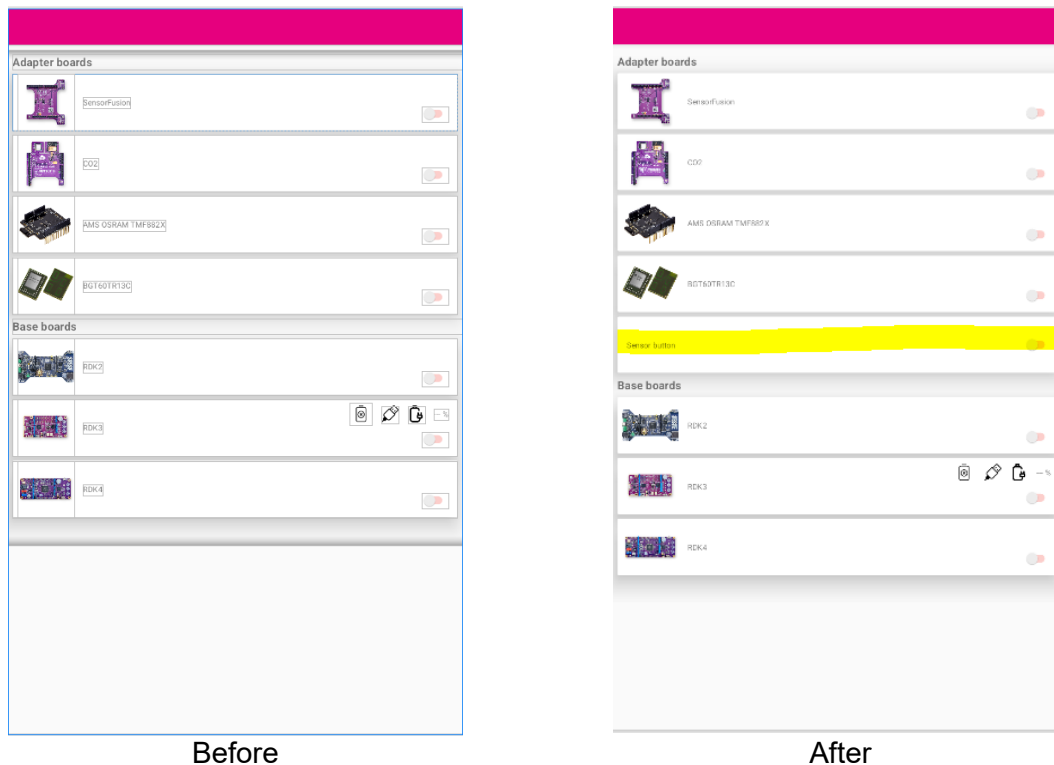 Adapter boards
SensorFusion
CO2
AMS OSRAM TMF882X
BGT60TR13C
Base boards
RDK2
RDK3
-- %
RDK4
Before
Adapter boards
SensorFusion
CO2
AMS OSRAM TMF882X
BGT60TR13C
Sensor button
Base boards
RDK2
RDK3
-- %
RDK4
After